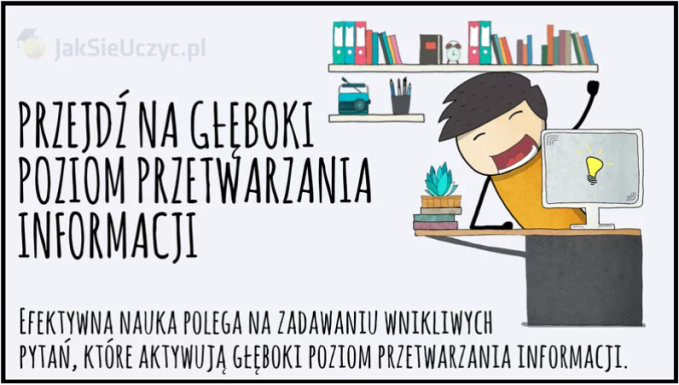 JakSieUczyc.pl
PRZEJDŹ NA GŁĘBOKI
POZIOM PRZETWARZANIA
INFORMACJI
EFEKTYWNA NAUKA POLEGA NA ZADAWANIU WNIKLIWYCH
PYTAŃ, KTÓRE AKTYWUJĄ GŁĘBOKI POZIOM PRZETWARZANIA INFORMACJI.